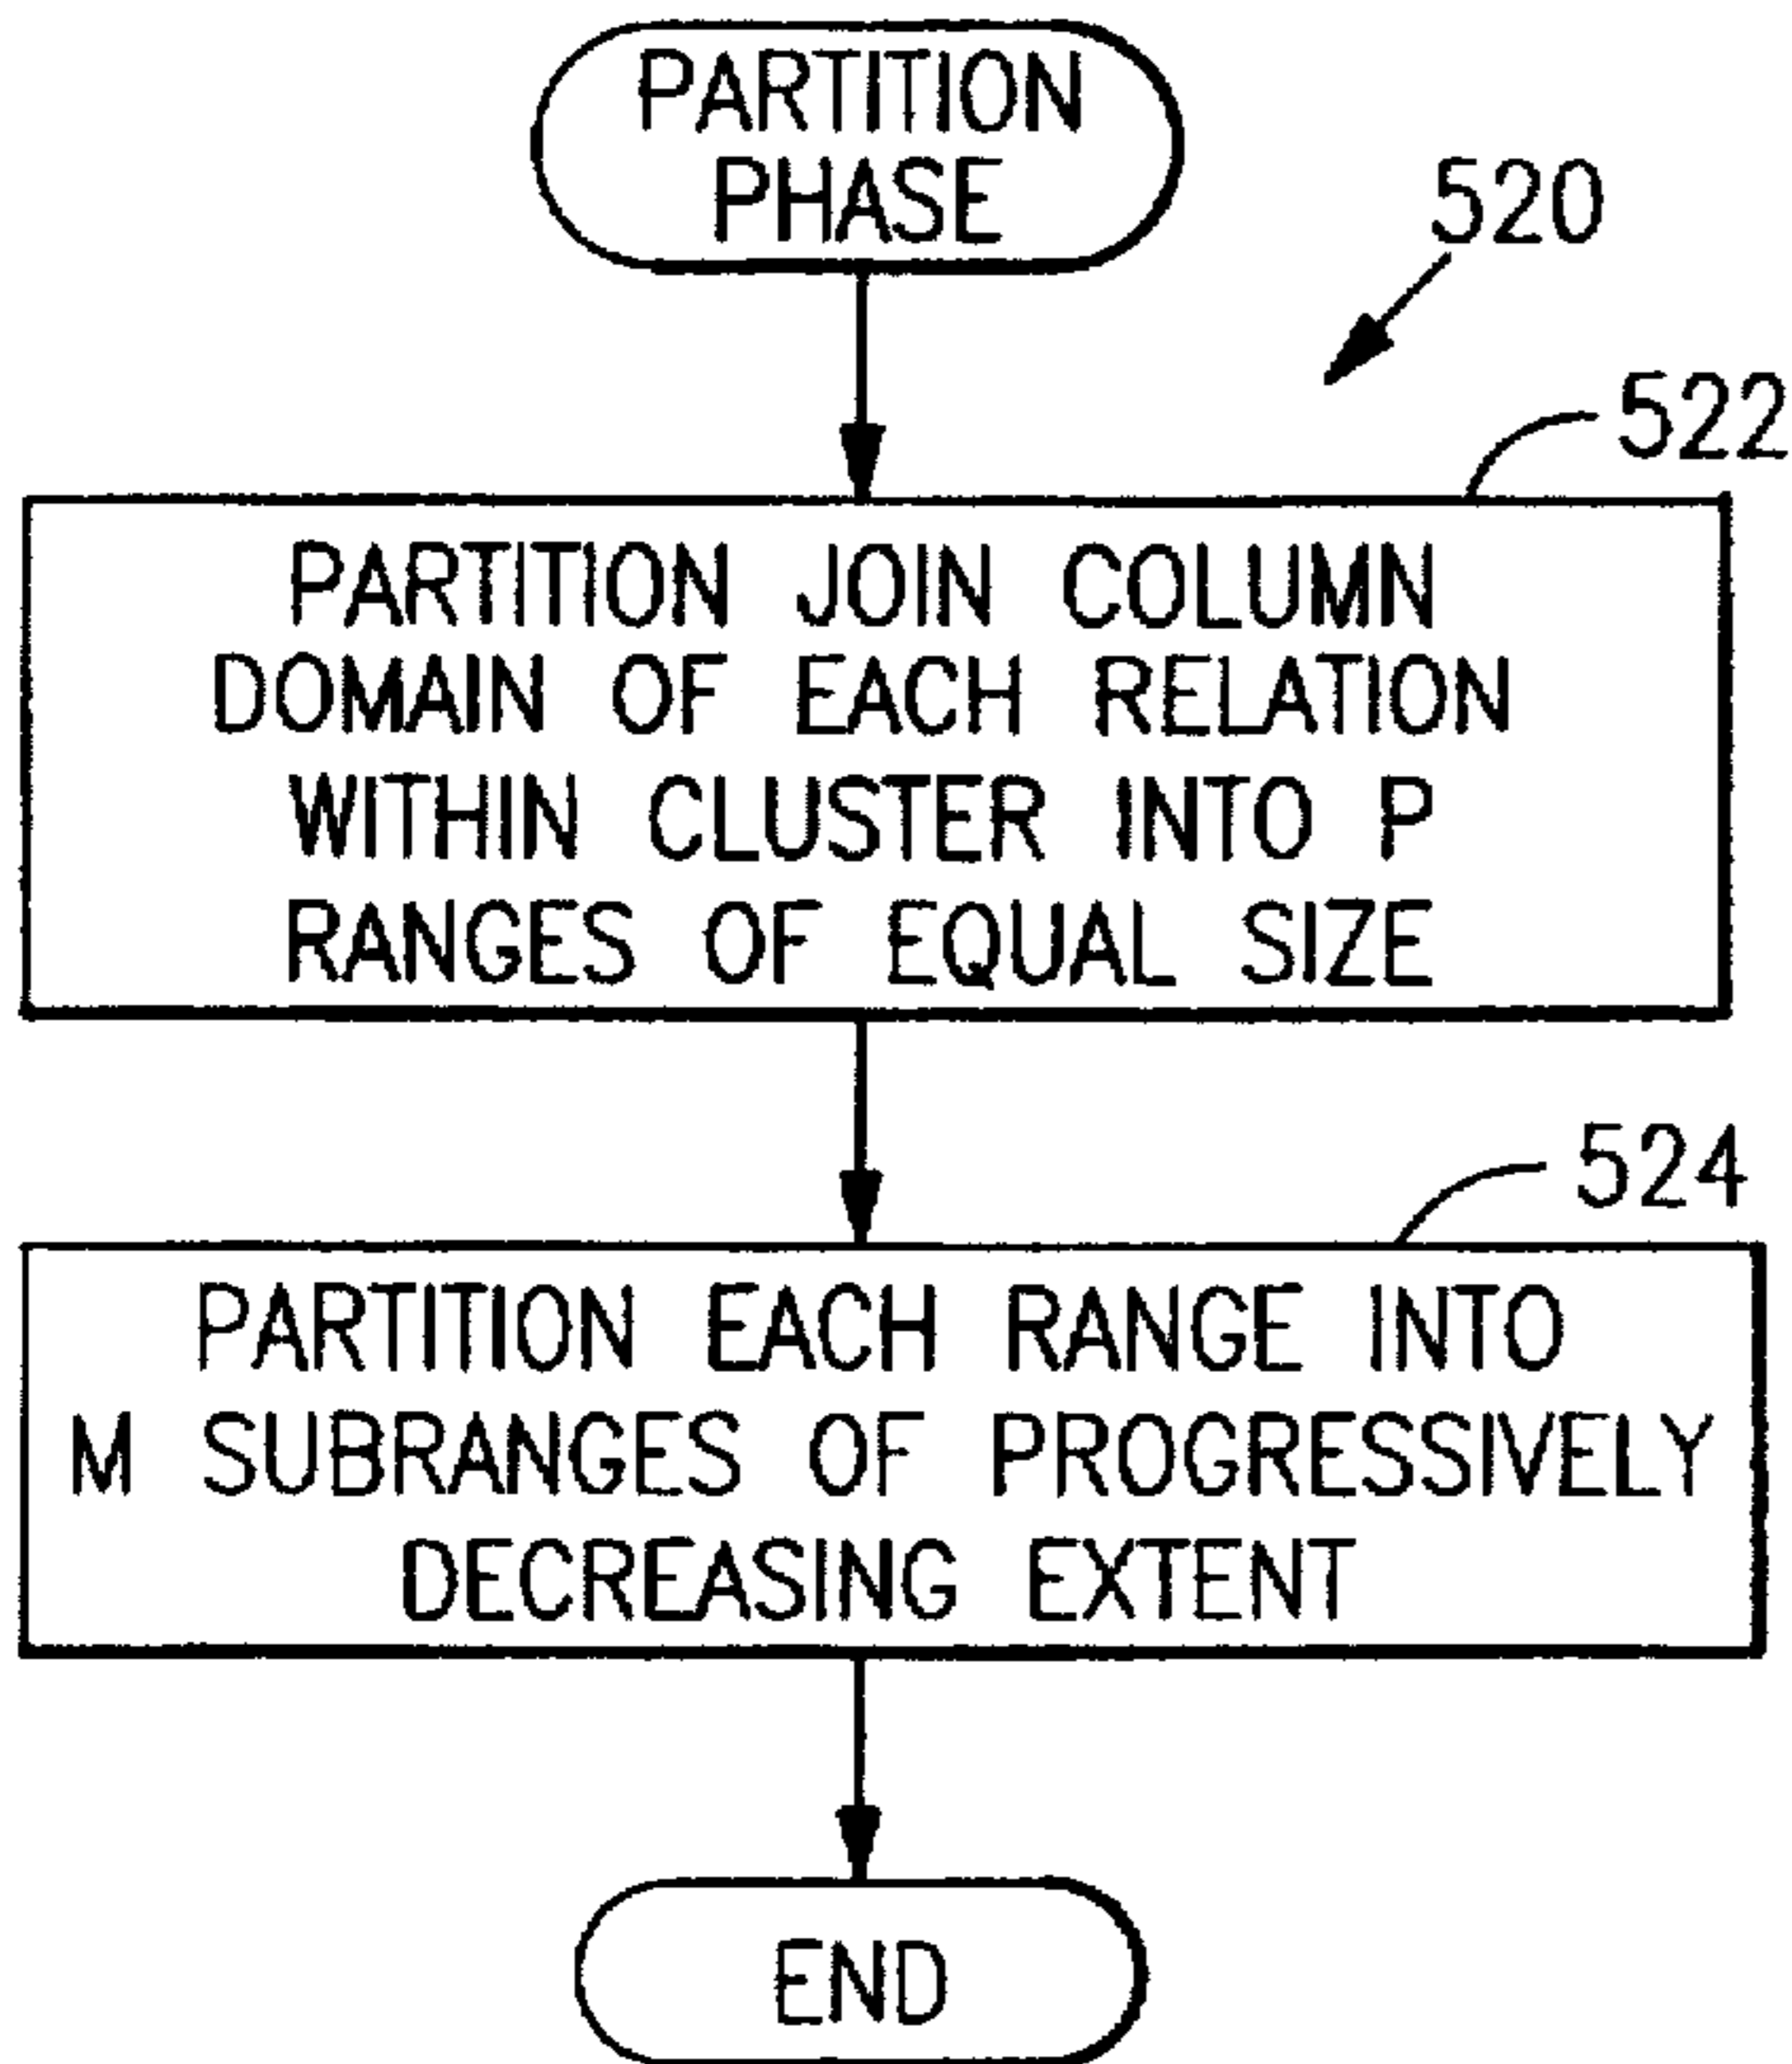 PARTITION
PHASE
520
522
PARTITION JOIN COLUMN
DOMAIN OF EACH RELATION
WITHIN CLUSTER INTO P
RANGES OF EQUAL SIZE
524
PARTITION EACH RANGE INTO
M SUBRANGES OF PROGRESSIVELY
DECREASING EXTENT
END